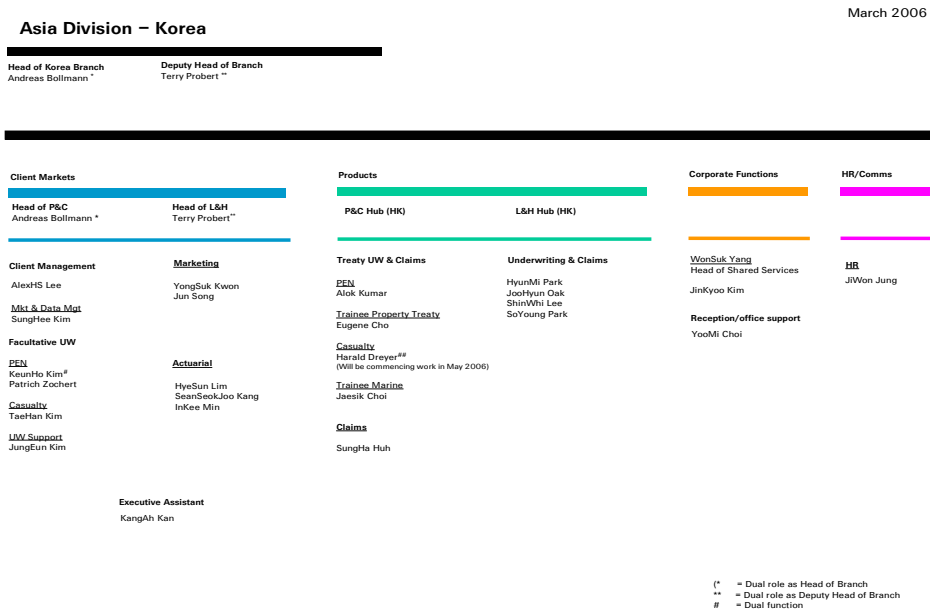 March 2006
Asia Division – Korea
Head of Korea Branch
Andreas Bollmann *
Deputy Head of Branch
Terry Probert **
Client Markets
Head of P&C
Andreas Bollmann *
Head of L&H
Terry Probert**
Client Management
AlexHS Lee
Mkt & Data Mgt
SungHee Kim
Facultative UW
PEN
KeunHo Kim#
Patrich Zochert
Casualty
TaeHan Kim
UW Support
JungEun Kim
Marketing
YongSuk Kwon
Jun Song
Actuarial
HyeSun Lim
SeanSeokJoo Kang
InKee Min
Executive Assistant
KangAh Kan
Products
P&C Hub (HK)
L&H Hub (HK)
Treaty UW & Claims
PEN
Alok Kumar
Trainee Property Treaty
Eugene Cho
Casualty
Harald Dreyer##
(Will be commencing work in May 2006)
Trainee Marine
Jaesik Choi
Claims
SungHa Huh
Underwriting & Claims
HyunMi Park
JooHyun Oak
ShinWhi Lee
SoYoung Park
Corporate Functions
WonSuk Yang
Head of Shared Services
JinKyoo Kim
Reception/office support
YooMi Choi
HR/Comms
HR
JiWon Jung
(* = Dual role as Head of Branch
** = Dual role as Deputy Head of Branch
# = Dual function